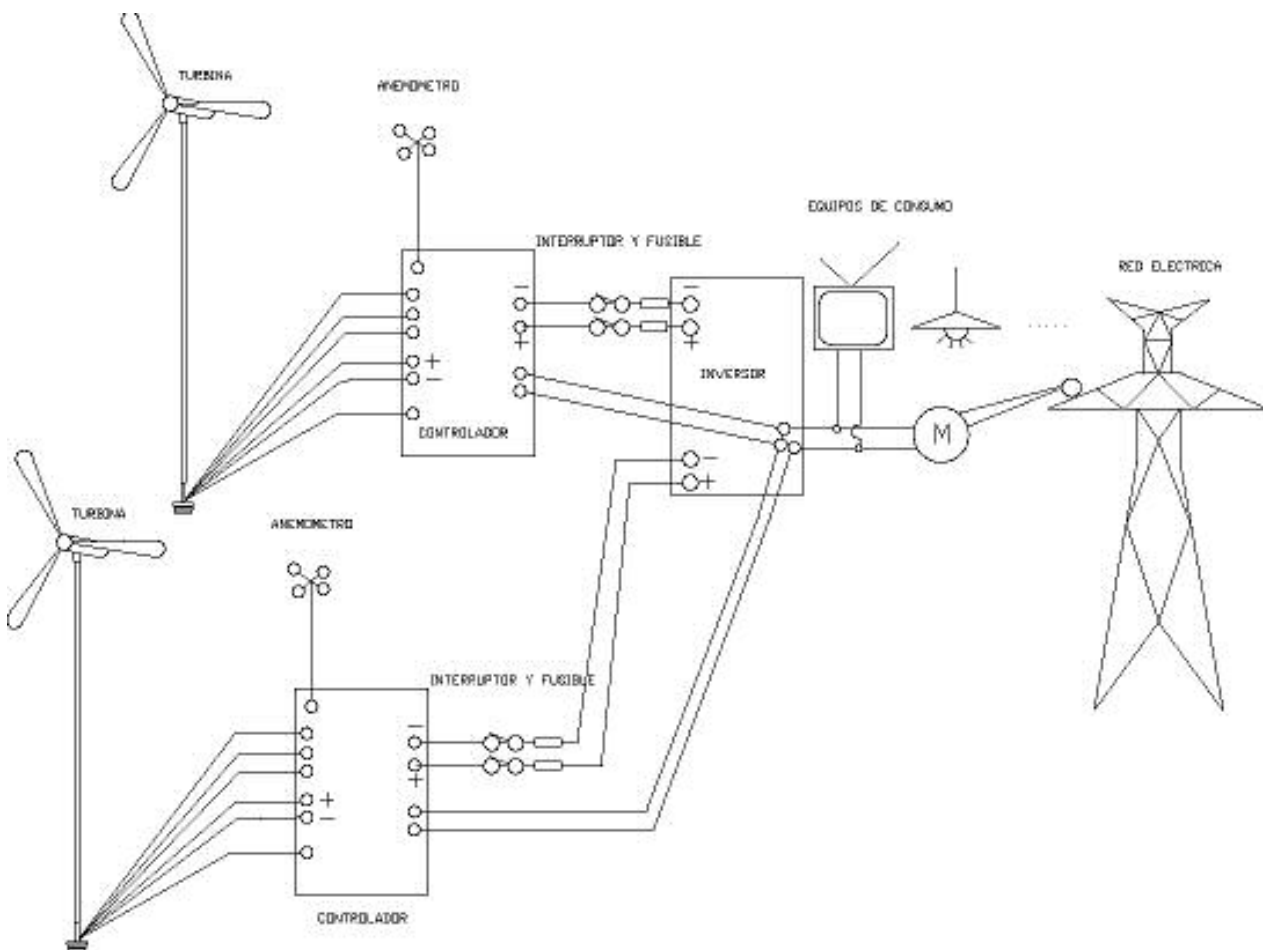 TURBINA
ANEMOMETRO
EQUIPOS DE CONSUMO
INTERRUPTOR Y FUSIBLE
RED ELECTRICA
−
−
+
+
+
−
INVERSOR
CONTROLADOR
M
−
+
TURBINA
ANEMOMETRO
INTERRUPTOR Y FUSIBLE
−
+
+
−
CONTROLADOR